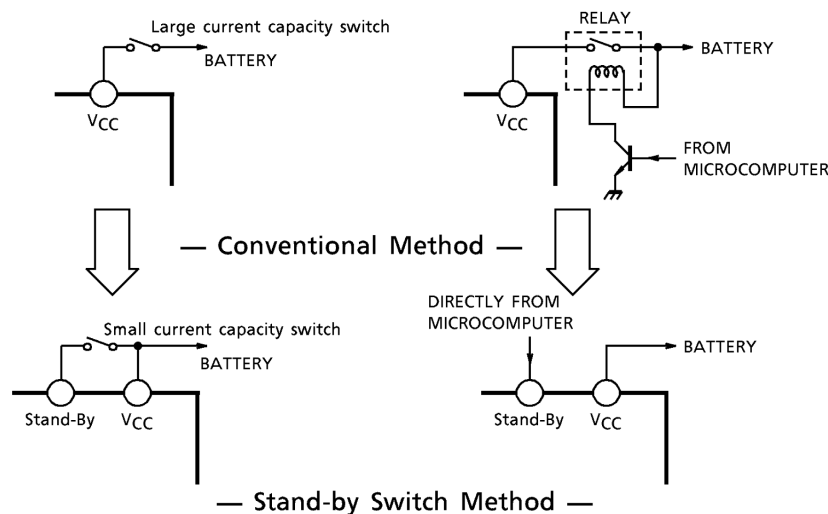 Large current capacity switch
BATTERY
VCC
RELAY
BATTERY
VCC
FROM
MICROCOMPUTER
— Conventional Method —
Small current capacity switch
BATTERY
Stand-By
VCC
DIRECTLY FROM
MICROCOMPUTER
BATTERY
Stand-By
VCC
— Stand-by Switch Method —